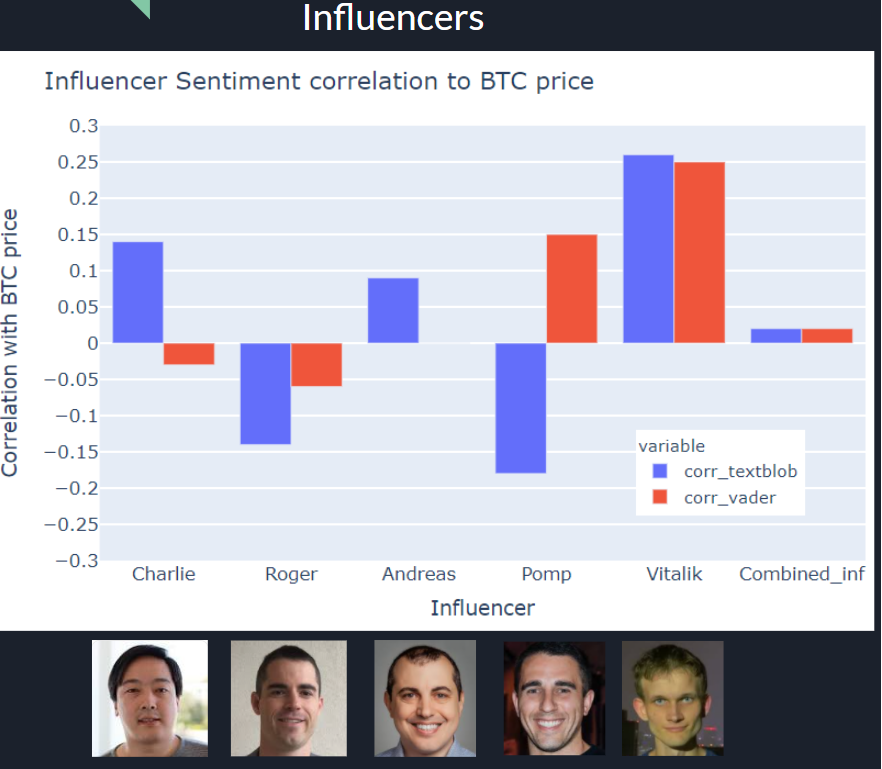 Influencers
Influencer Sentiment correlation to BTC price
Correlation with BTC price
0.3
0.25
0.2
0.15
0.1
0.05
0
−0.05
−0.1
−0.15
−0.2
−0.25
−0.3
variable
corr_textblob
corr_vader
Charlie Roger Andreas Pomp Vitalik Combined_inf
Influencer